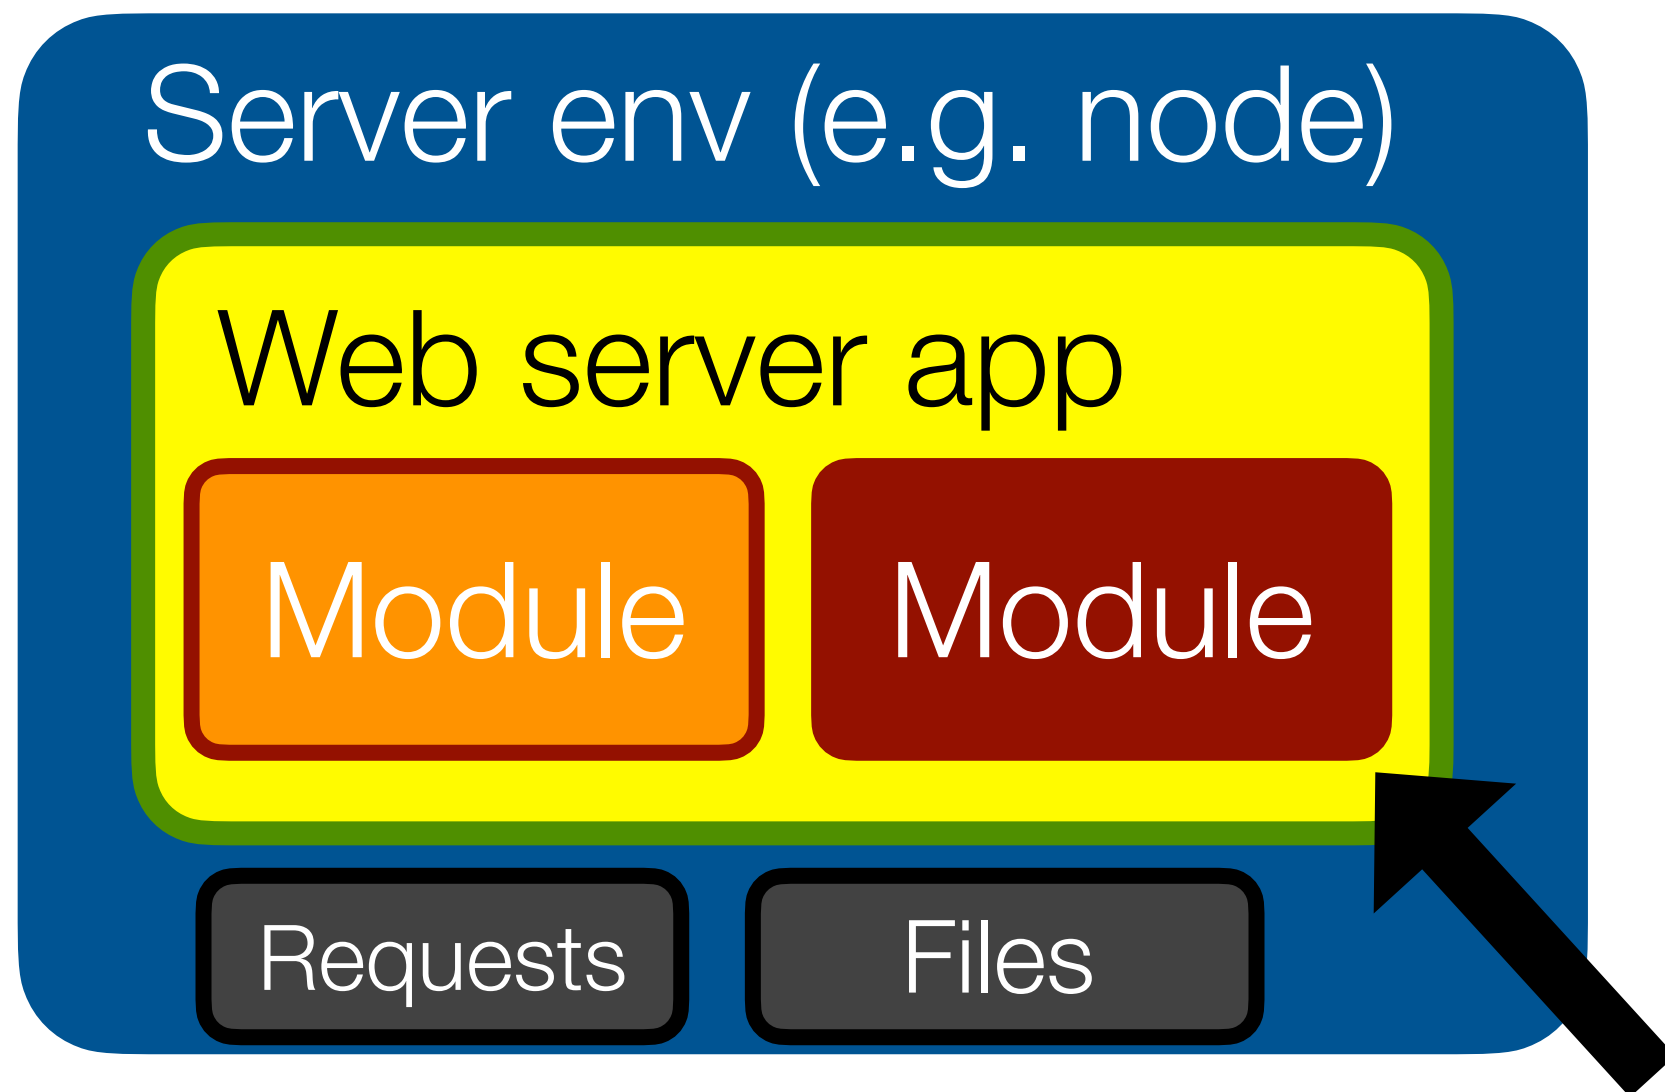 Server env (e.g. node)
Web server app
Module Module
Requests Files